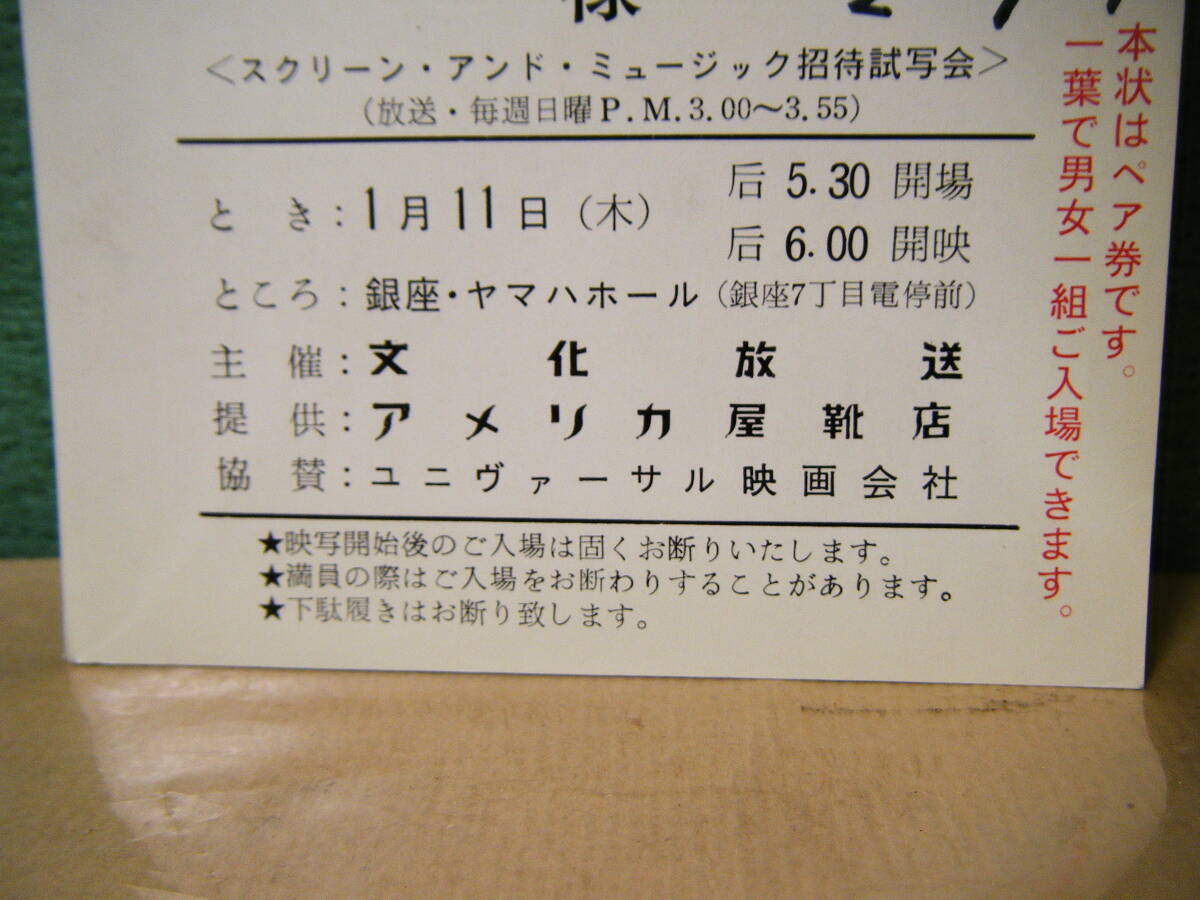 様
<スクリーン・アンド・ミュージック招待試写会>
(放送・毎週日曜P.M.3.00〜3.55)
と き:1月11日(木)
后 5.30 開場
后 6.00 開映
ところ:銀座・ヤマハホール(銀座7丁目電停前)
主 催:文 化 放 送
提 供:アメリカ屋靴店
協 賛:ユニヴァーサル映画会社
★映写開始後のご入場は固くお断りいたします。
★満員の際はご入場をお断わりすることがあります。
★下駄履きはお断り致します。
本状はペア券です。
一葉で男女一組ご入場できます。